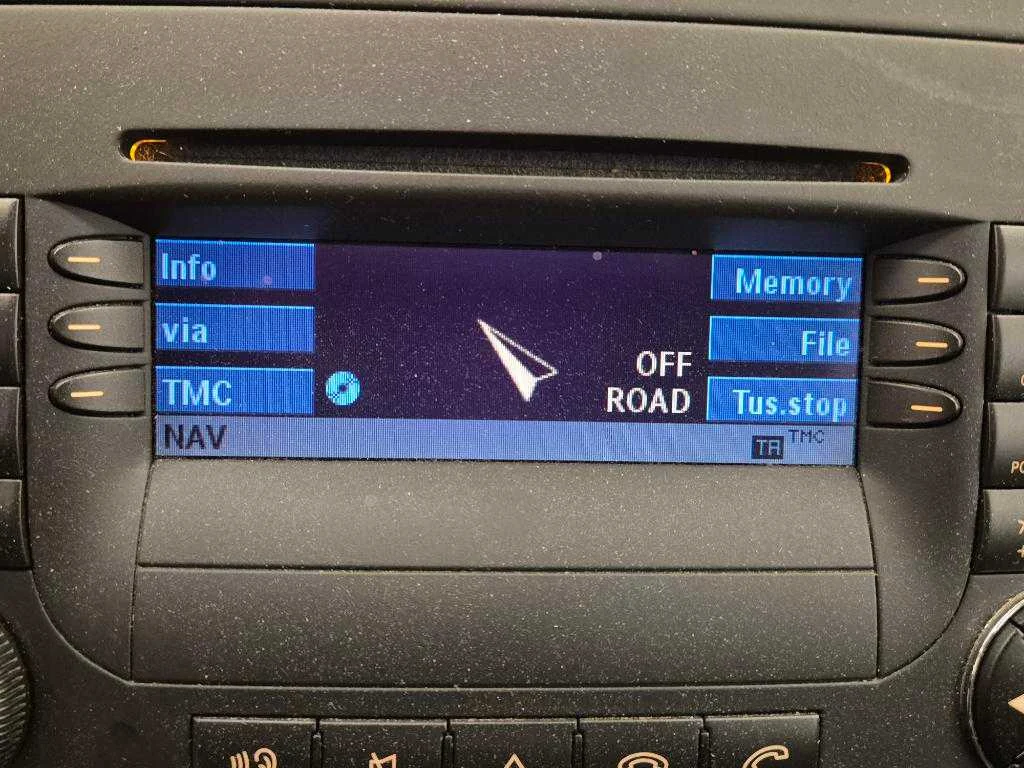 Info
Memory
via
File
OFF
ROAD
TMC
Tus.stop
NAV
TA
TMC